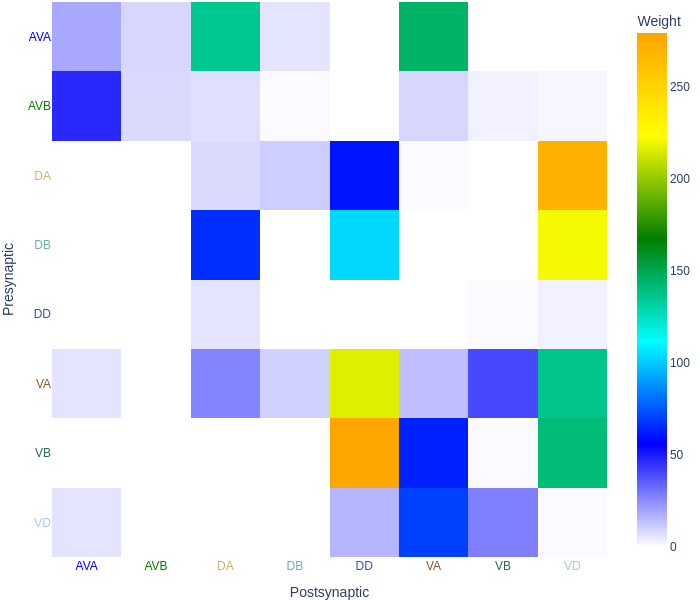 Weight
AVA
AVB
DA
DB
DD
VA
VB
VD
Presynaptic
250
200
150
100
50
0
AVA AVB DA DB DD VA VB VD
Postsynaptic